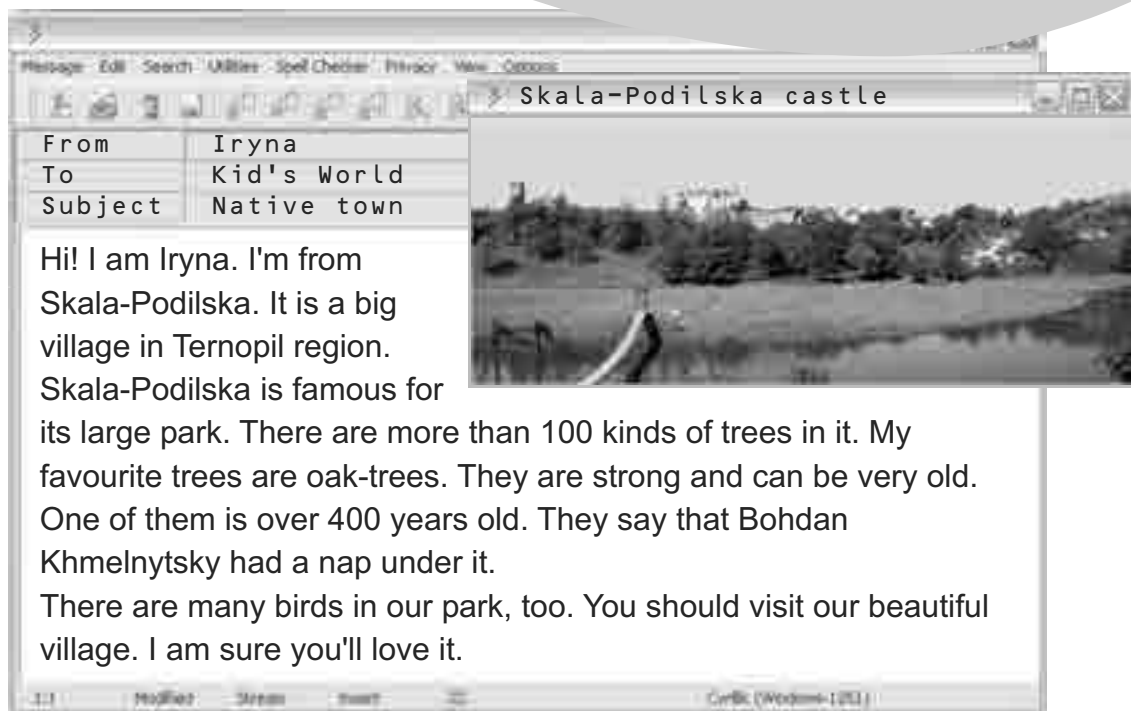 Message Edit Search Utilities Spell Checker Privacy View Options
Skala-Podilska castle
From Iryna
To Kid's World
Subject Native town
Hi! I am Iryna. I'm from
Skala-Podilska. It is a big
village in Ternopil region.
Skala-Podilska is famous for
its large park. There are more than 100 kinds of trees in it. My
favourite trees are oak-trees. They are strong and can be very old.
One of them is over 400 years old. They say that Bohdan
Khmelnytsky had a nap under it.
There are many birds in our park, too. You should visit our beautiful
village. I am sure you'll love it.
1:1 Modified Stream Insert